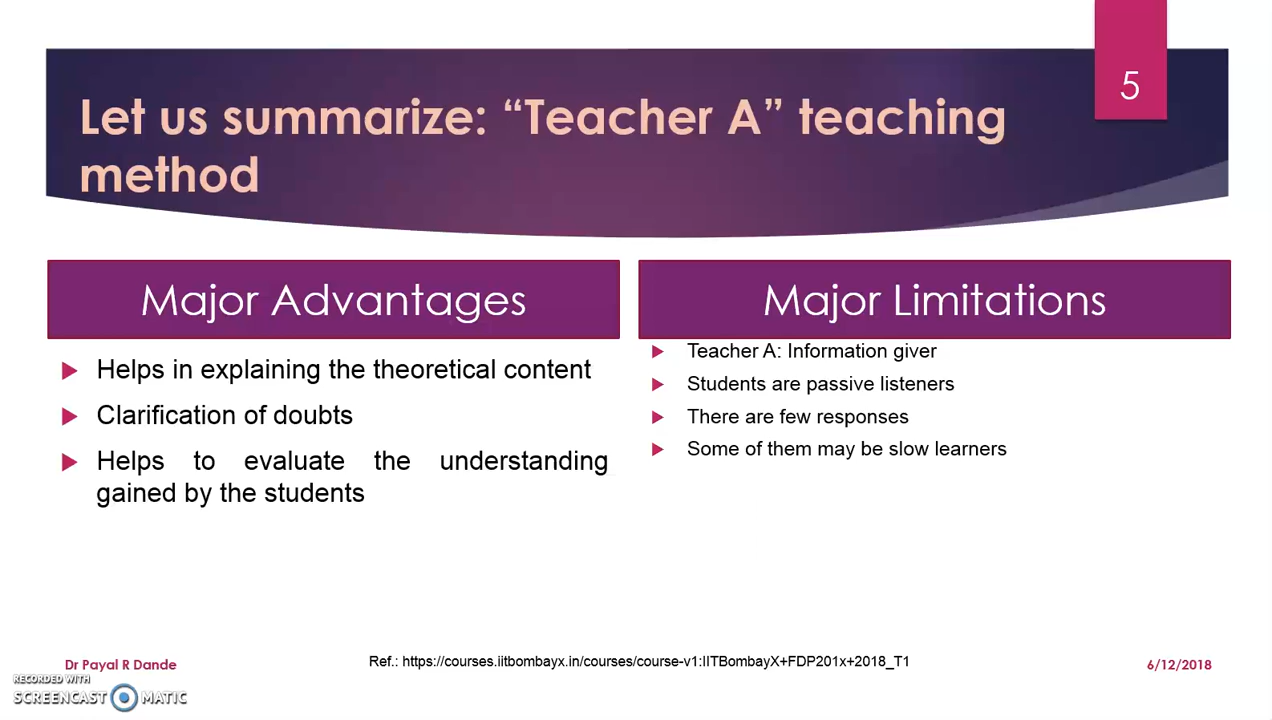 5
Let us summarize: “Teacher A” teaching
method
Major Advantages
Helps in explaining the theoretical content
Clarification of doubts
Helps to evaluate the understanding
gained by the students
Major Limitations
Teacher A: Information giver
Students are passive listeners
There are few responses
Some of them may be slow learners
Dr Payal R Dande
Ref.: https://courses.iitbombayx.in/courses/course-v1:IITBombayX+FDP201x+2018_T1
6/12/2018
RECORDED WITH
SCREENCAST MATIC